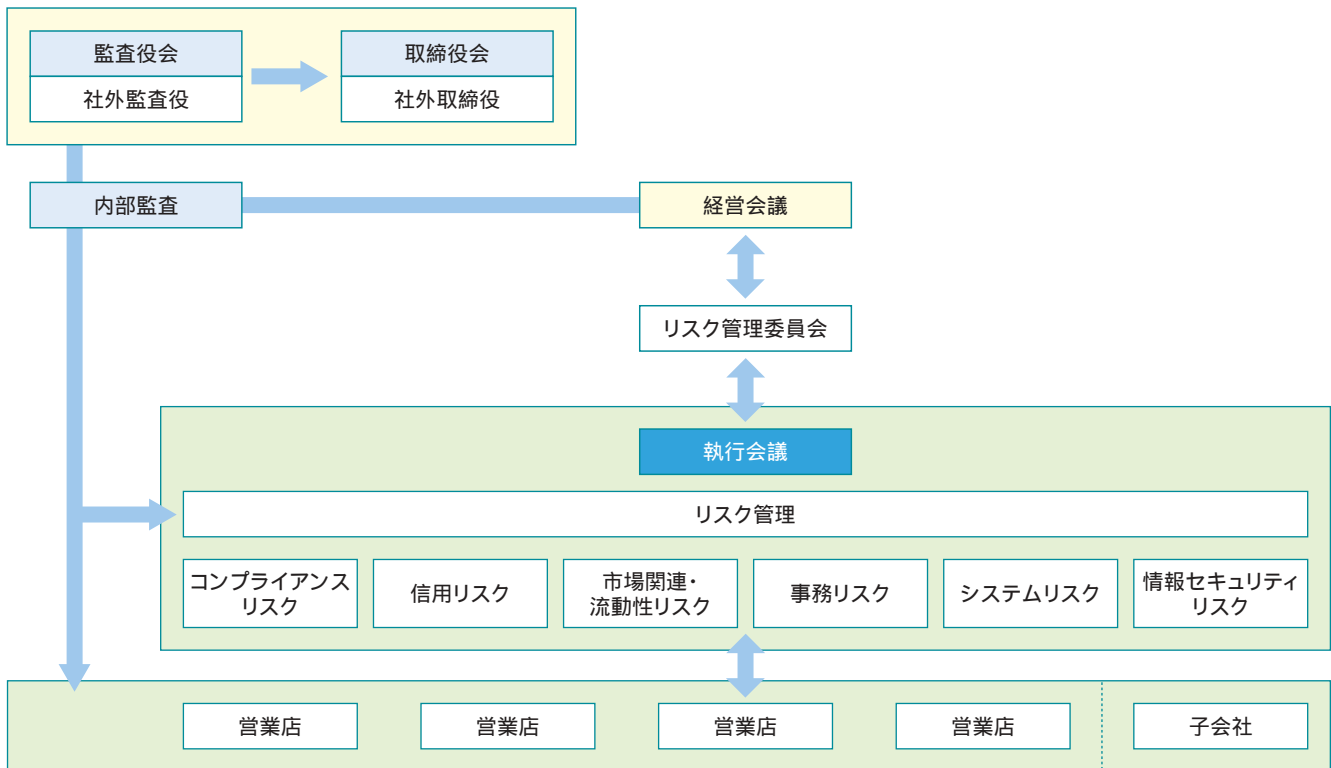 監査役会
取締役会
社外監査役
社外取締役
内部監査
経営会議
リスク管理委員会
執行会議
リスク管理
コンプライアンス
リスク
信用リスク
市場関連・
流動性リスク
事務リスク
システムリスク
情報セキュリティ
リスク
営業店
営業店
営業店
営業店
子会社